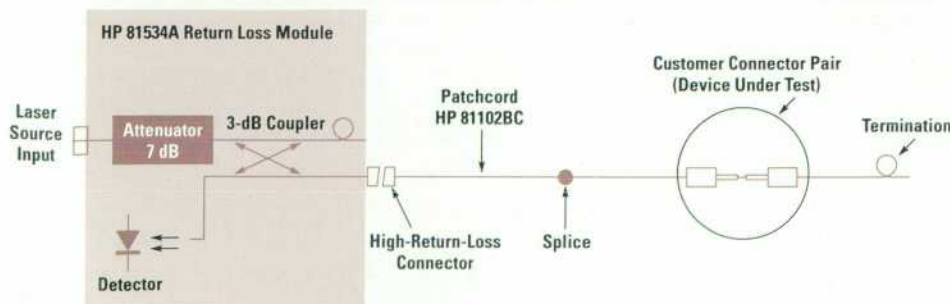 HP 81534A Return Loss Module
Laser
Source
Input
Attenuator
7 dB
3-dB Coupler
Detector
High-Return-Loss
Connector
Patchcord
HP 81102BC
Splice
Customer Connector Pair
(Device Under Test)
Termination